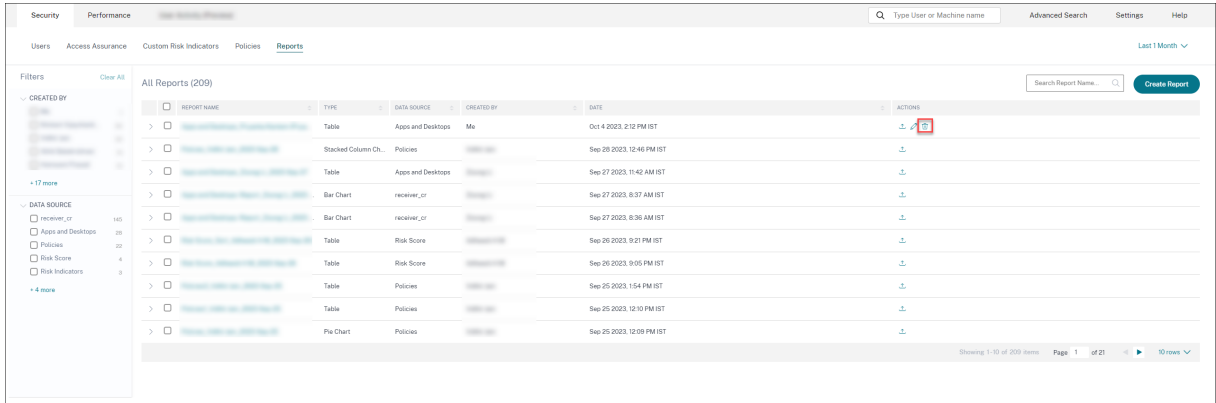 Security Performance Type User or Machine name Advanced Search Settings Help
Users Access Assurance Custom Risk Indicators Policies Reports Last 1 Month
Filters Clear All
All Reports (209) Search Report Name... Create Report
CREATED BY
+ 17 more
DATA SOURCE
receiver_cr 145
Apps and Desktops 28
Policies 22
Risk Score 4
Risk Indicators 3
+ 4 more
REPORT NAME TYPE DATA SOURCE CREATED BY DATE ACTIONS
Table Apps and Desktops Me Oct 4 2023, 2:12 PM IST
Stacked Column Ch... Policies Sep 28 2023, 12:46 PM IST
Table Apps and Desktops Sep 27 2023, 11:42 AM IST
Bar Chart receiver_cr Sep 27 2023, 8:37 AM IST
Bar Chart receiver_cr Sep 27 2023, 8:36 AM IST
Table Risk Score Sep 26 2023, 9:21 PM IST
Table Risk Score Sep 26 2023, 9:05 PM IST
Table Policies Sep 25 2023, 1:54 PM IST
Table Policies Sep 25 2023, 12:10 PM IST
Pie Chart Policies Sep 25 2023, 12:09 PM IST
Showing 1-10 of 209 items Page 1 of 21 10 rows